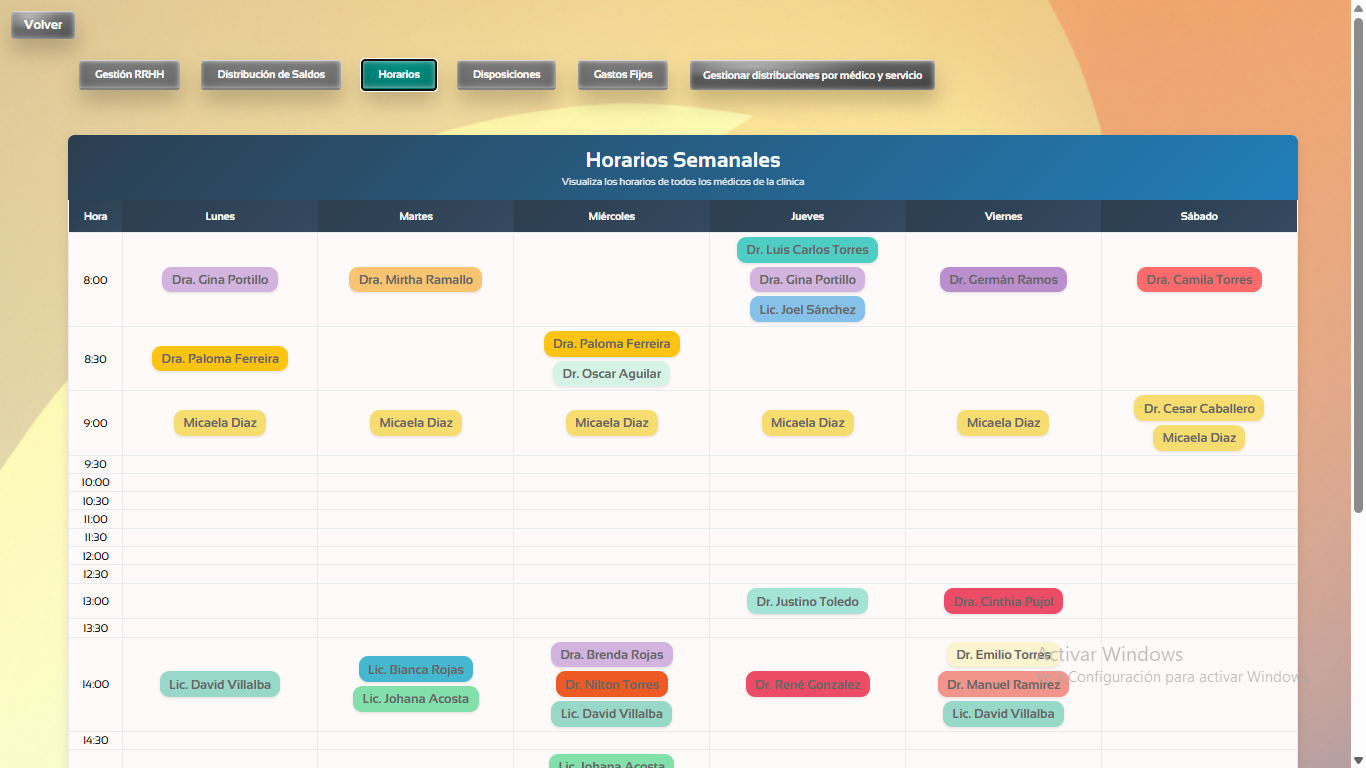 Volver
Gestión RRHH Distribución de Saldos Horarios Disposiciones Gastos Fijos Gestionar distribuciones por médico y servicio
Horarios Semanales
Visualiza los horarios de todos los médicos de la clínica
Hora Lunes Martes Miércoles Jueves Viernes Sábado
8:00 Dra. Gina Portillo Dra. Mirtha Ramallo Dr. Luis Carlos Torres Dra. Gina Portillo Lic. Joel Sánchez Dr. Germán Ramos Dra. Camila Torres
8:30 Dra. Paloma Ferreira Dra. Paloma Ferreira Dr. Oscar Aguilar
9:00 Micaela Diaz Micaela Diaz Micaela Diaz Micaela Diaz Micaela Diaz Dr. Cesar Caballero Micaela Diaz
9:30
10:00
10:30
11:00
11:30
12:00
12:30
13:00 Dr. Justino Toledo Dra. Cinthia Pujol
13:30
14:00 Lic. David Villalba Lic. Bianca Rojas Lic. Johana Acosta Dra. Brenda Rojas Dr. Nilton Torres Lic. David Villalba Dr. René Gonzalez Dr. Emilio Torres Dr. Manuel Ramirez Lic. David Villalba
Activar Windows
Configuración para activar Windows
14:30
Lic. Johana Acosta